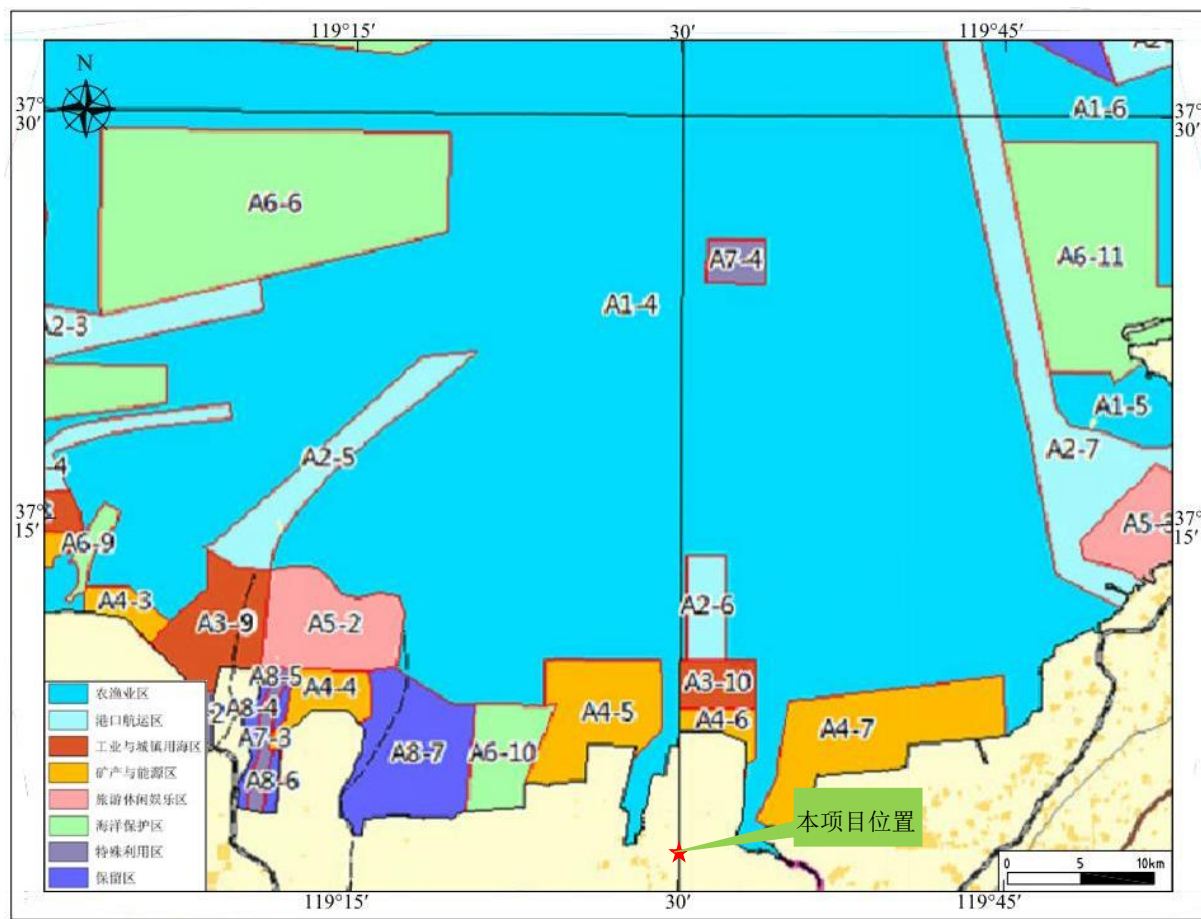 119°15′
30′
119°45′
N
37°
30′
37°
30′
A2-
A1-6
A6-6
A7-4
A6-11
A1-4
A2-3
A1-5
A2-5
A2-7
-4
A5-3
37°
15′
37°
15′
A6-9
A4-3
A2-6
A3-9
A5-2
A8-5
A4-4
A3-10
A8-4
A4-5
A4-6
A4-7
2
A7-3
A8-7
A6-10
A8-6
农渔业区
港口航运区
工业与城镇用海区
矿产与能源区
旅游休闲娱乐区
海洋保护区
特殊利用区
保留区
本项目位置
0 5 10km
119°15′
30′
119°45′